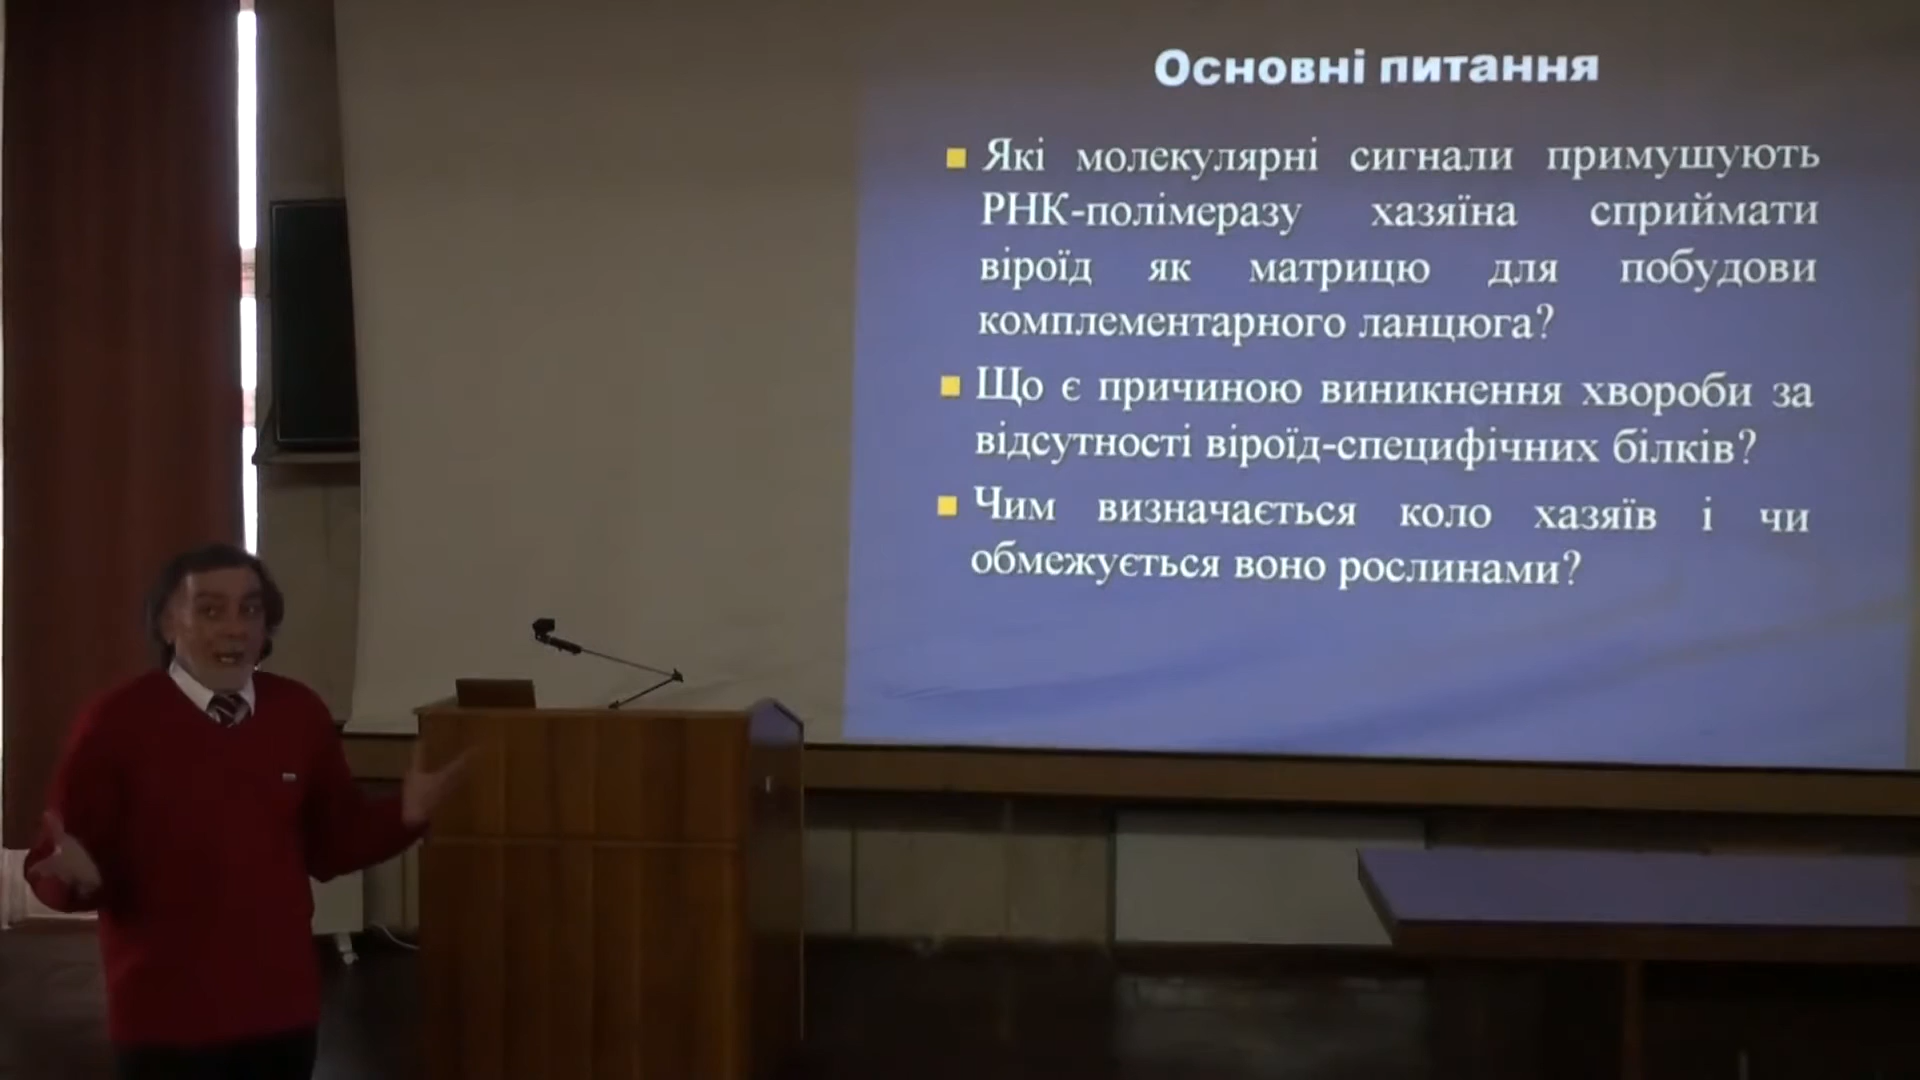 Основні питання
Які молекулярні сигнали примушують
РНК-полімеразу хазяїна сприймати
віроїд як матрицю для побудови
комплементарного ланцюга?
Що є причиною виникнення хвороби за
відсутності віроїд-специфічних білків?
Чим визначається коло хазяїв і чи
обмежується воно рослинами?